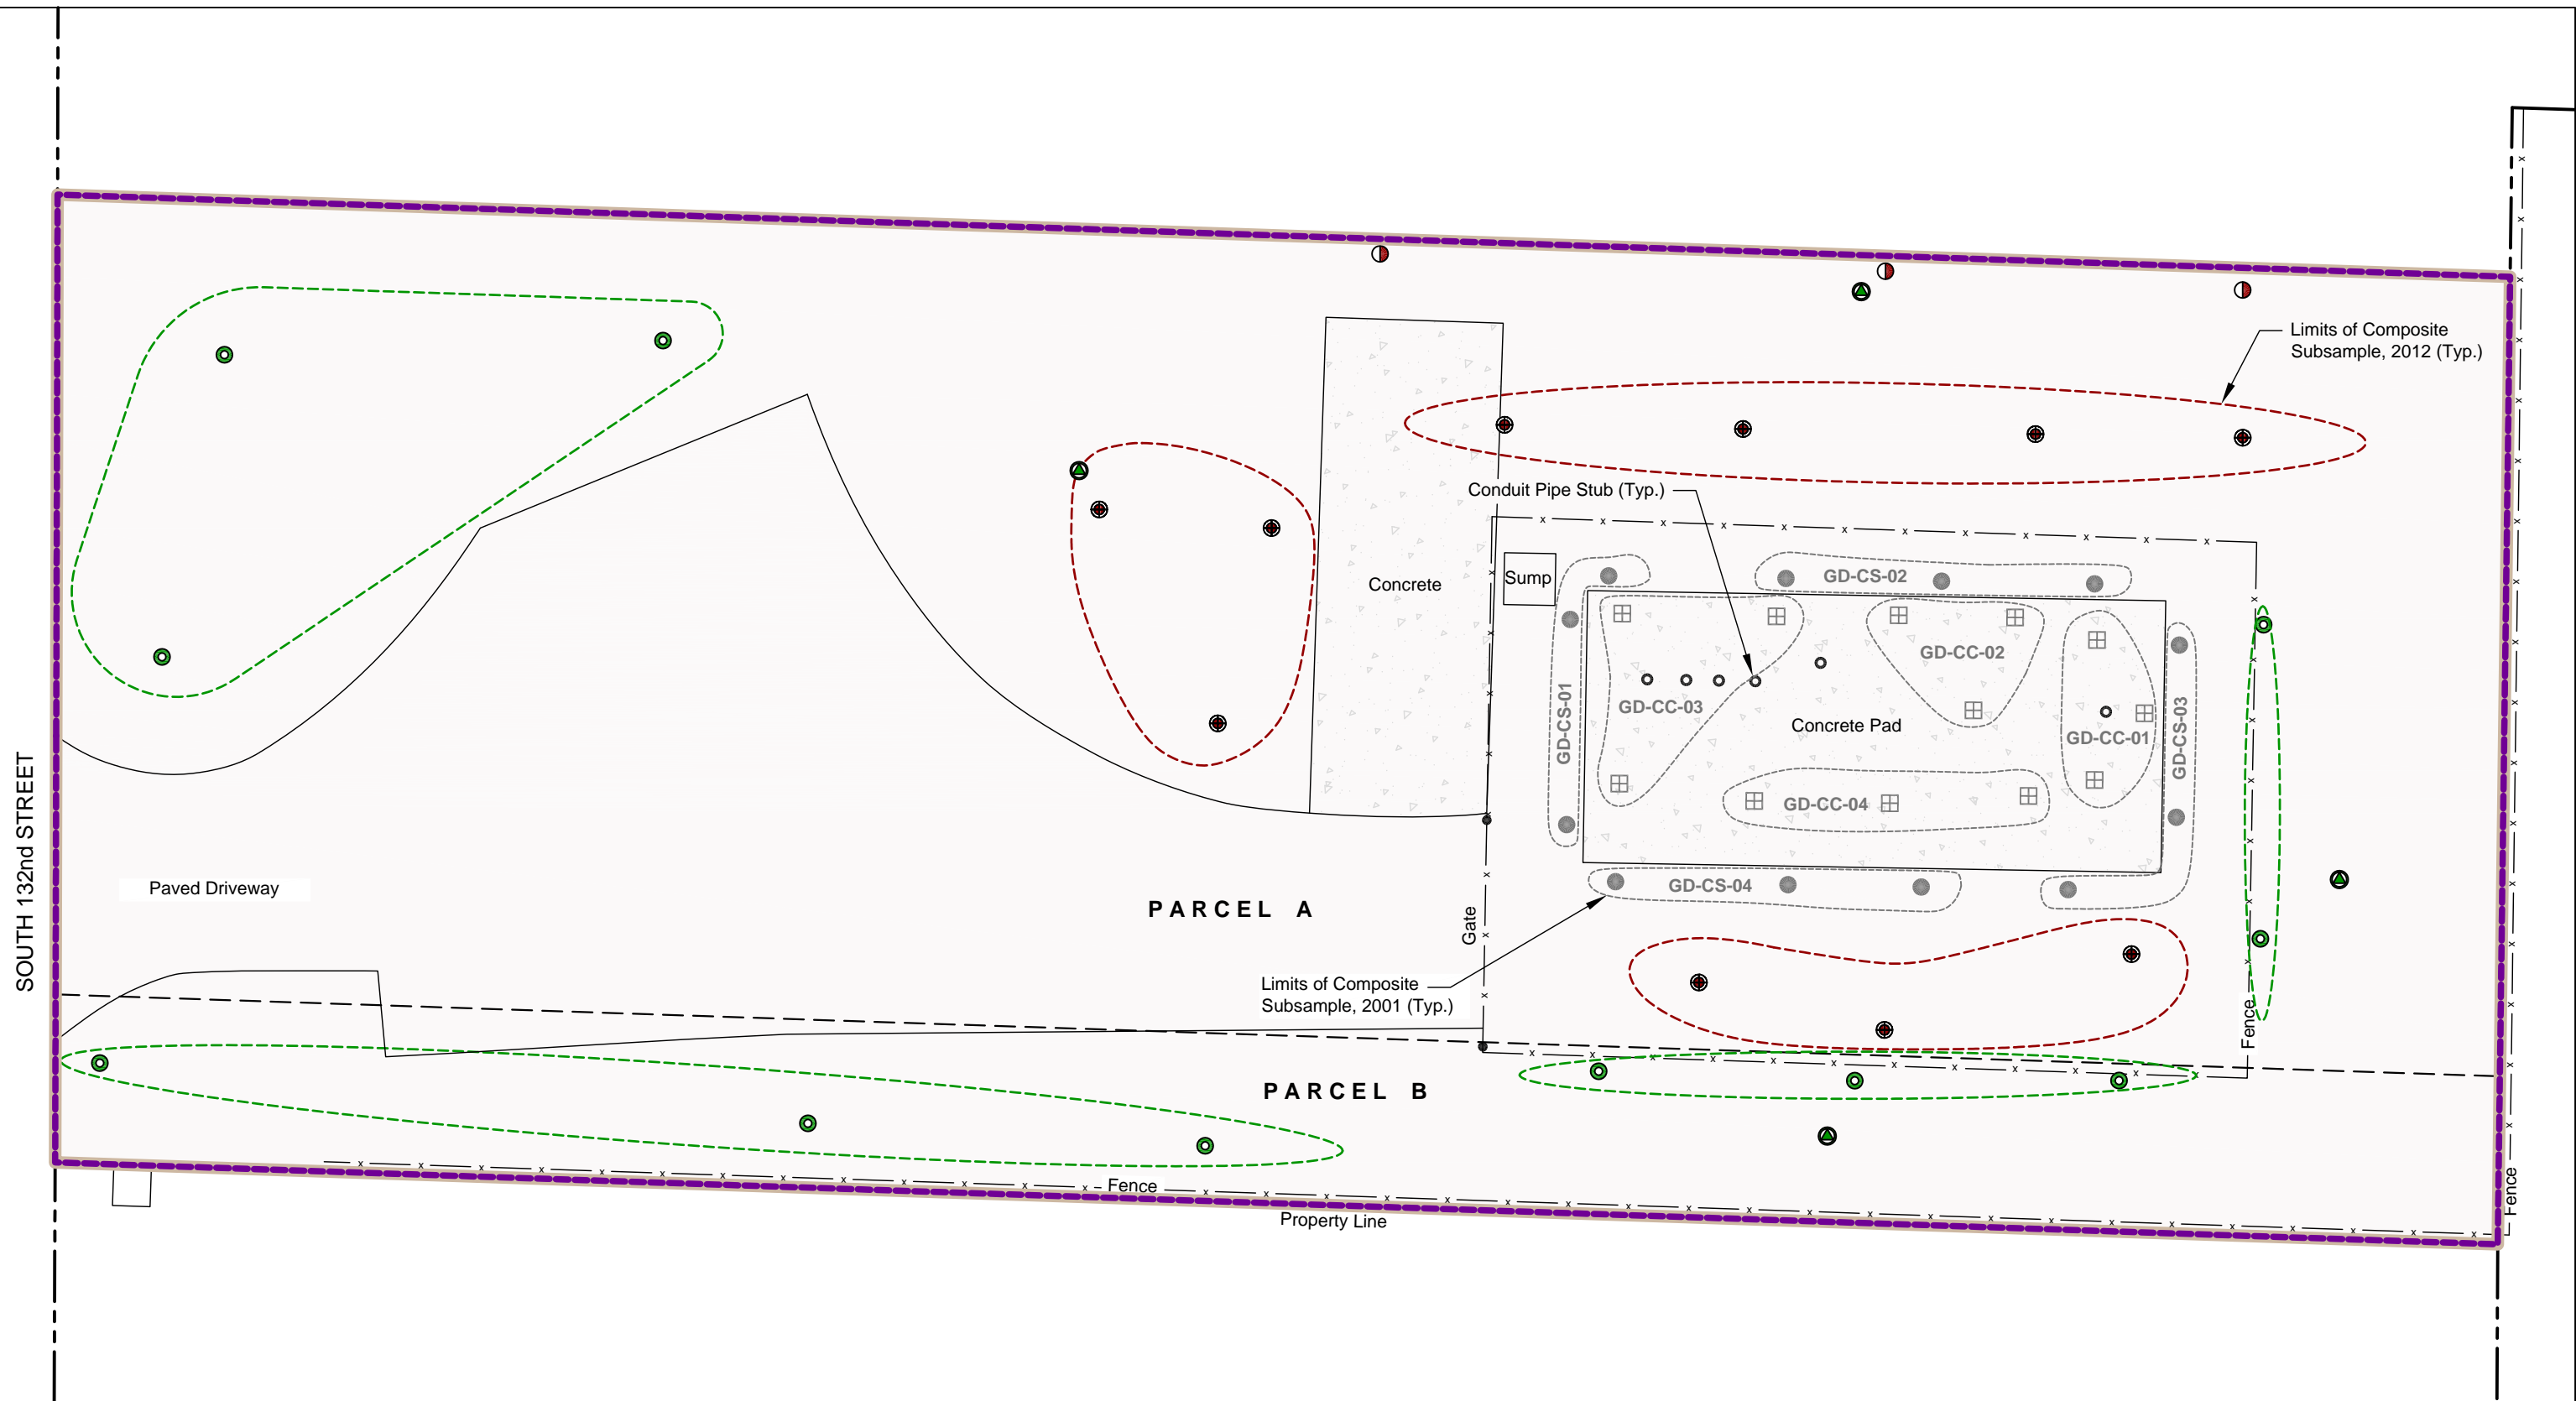 Limits of Composite
Subsample, 2012 (Typ.)
Conduit Pipe Stub (Typ.)
Sump
Concrete
GD-CS-02
GD-CS-01
GD-CC-03
GD-CC-02
GD-CC-01
GD-CS-03
Concrete Pad
GD-CC-04
GD-CS-04
SOUTH 132nd STREET
Paved Driveway
PARCEL A
Gate
Limits of Composite
Subsample, 2001 (Typ.)
Fence
PARCEL B
Fence
Fence
Property Line